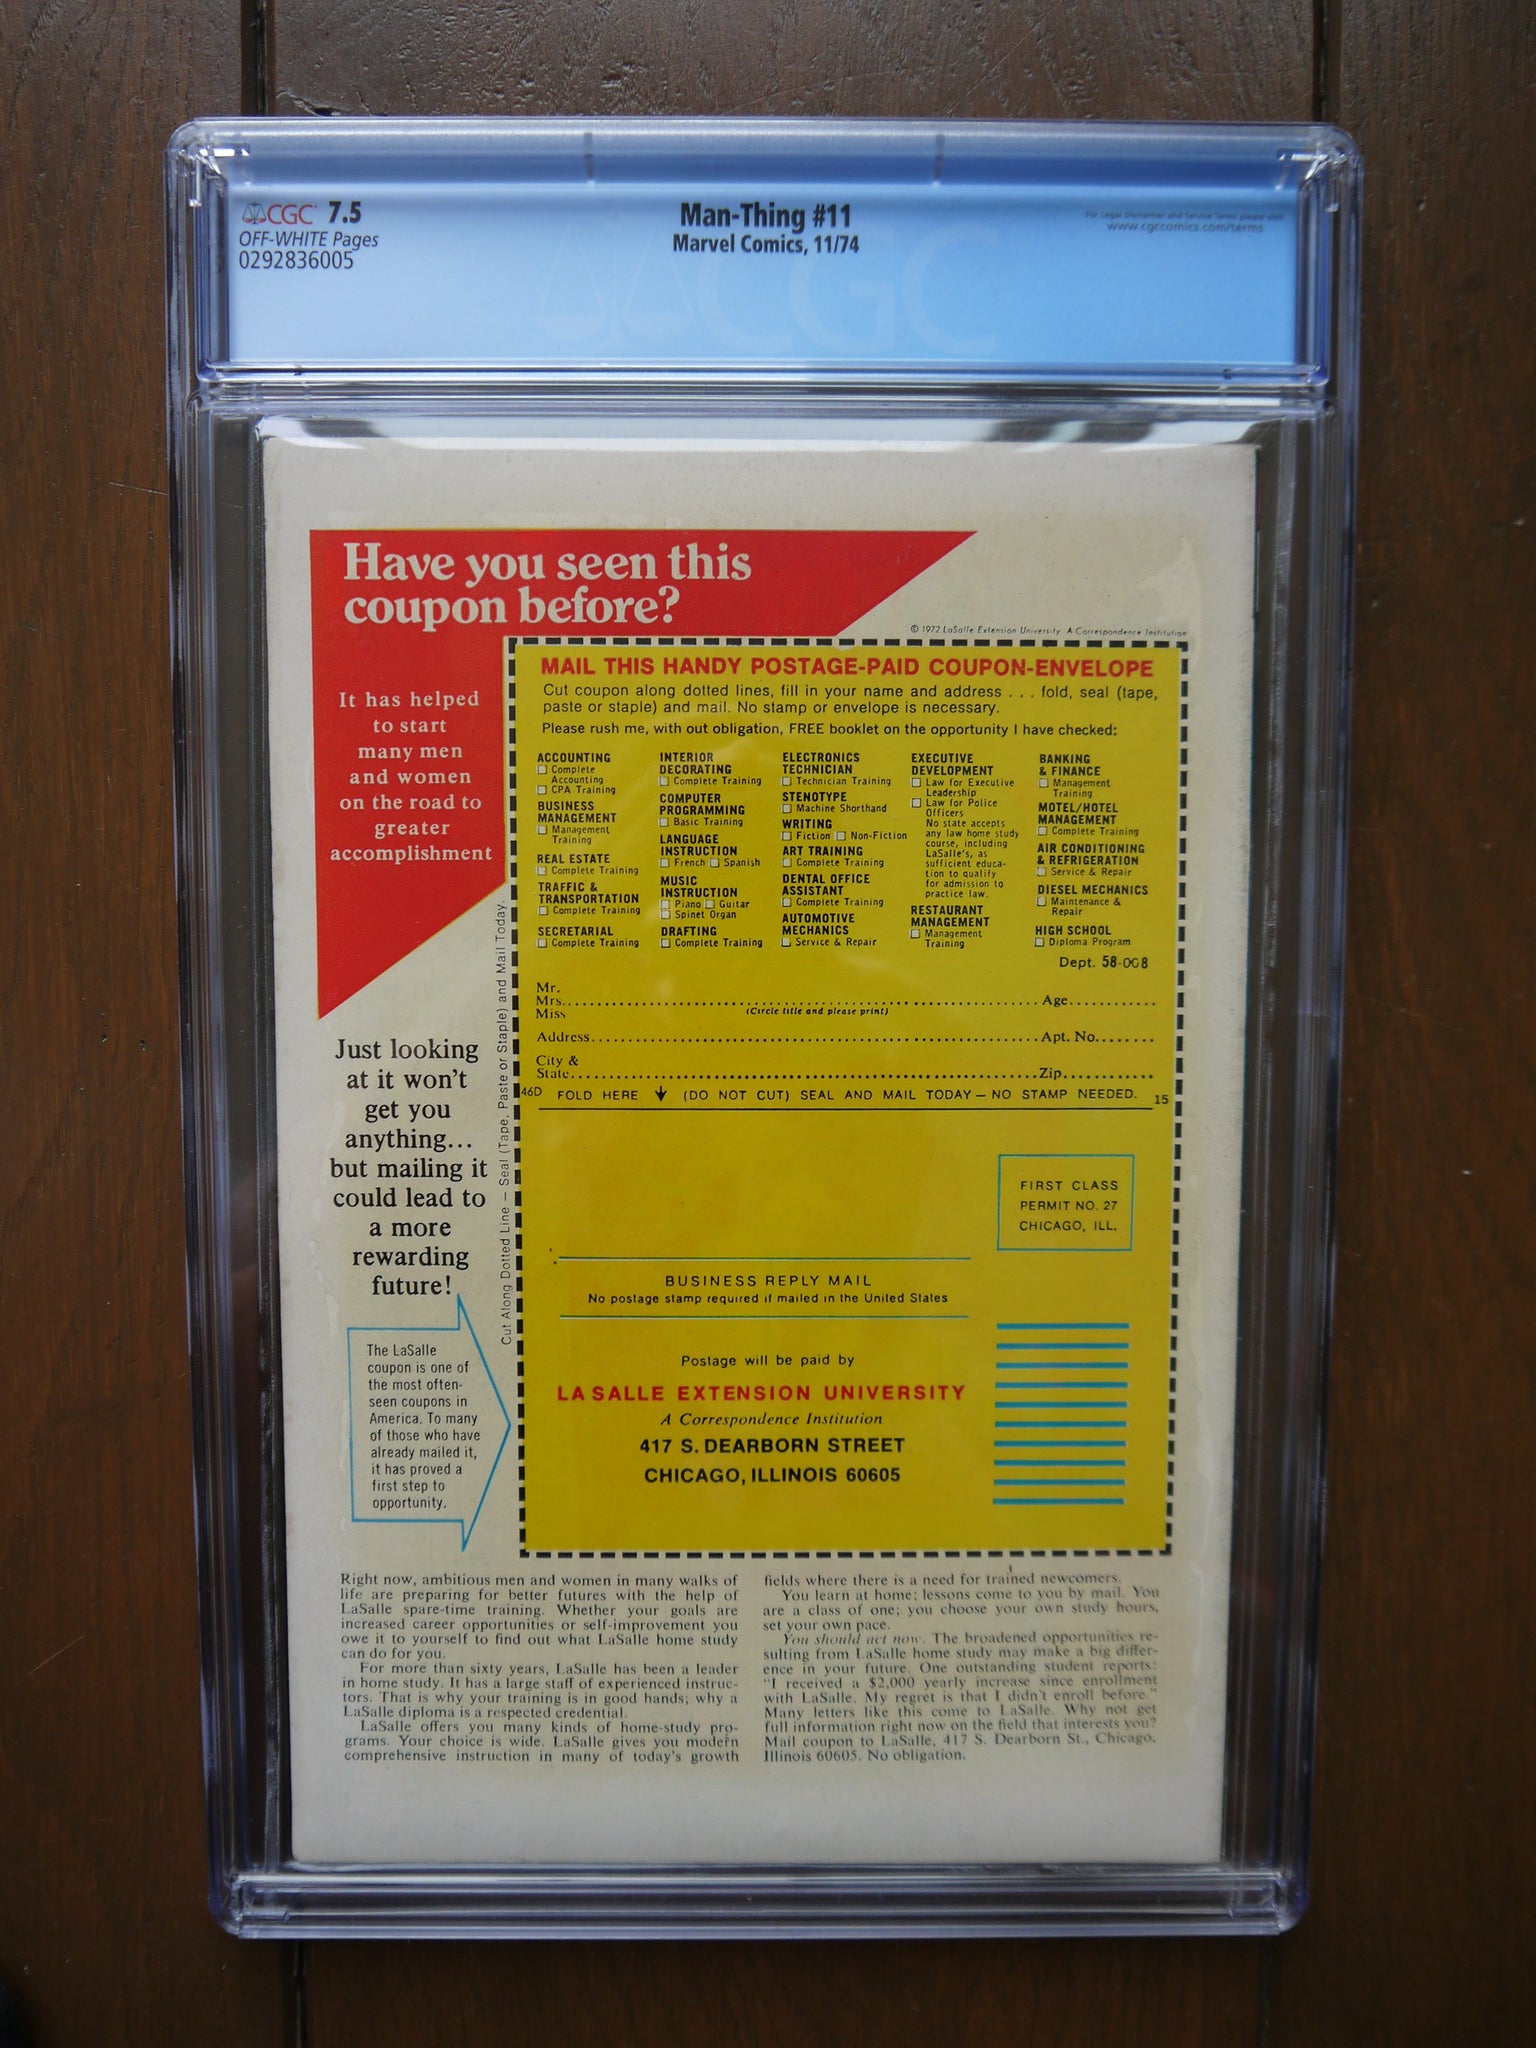 CGC 7.5
OFF-WHITE Pages
0292836005
Man-Thing #11
Marvel Comics, 11/74
For Legal Disclaimer and Service Terms please visit
www.cgccomics.com/terms
CGC
Have you seen this
coupon before?
It has helped
to start
many men
and women
on the road to
greater
accomplishment
© 1972 LaSalle Extension University. A Correspondence Institution
MAIL THIS HANDY POSTAGE-PAID COUPON-ENVELOPE
Cut coupon along dotted lines, fill in your name and address . . . fold, seal (tape,
paste or staple) and mail. No stamp or envelope is necessary.
Please rush me, with out obligation, FREE booklet on the opportunity I have checked:
ACCOUNTING
Complete
Accounting
CPA Training
BUSINESS
MANAGEMENT
Management
Training
REAL ESTATE
Complete Training
TRAFFIC &
TRANSPORTATION
Complete Training
SECRETARIAL
Complete Training
INTERIOR
DECORATING
Complete Training
COMPUTER
PROGRAMMING
Basic Training
LANGUAGE
INSTRUCTION
French Spanish
MUSIC
INSTRUCTION
Piano Guitar
Spinet Organ
DRAFTING
Complete Training
ELECTRONICS
TECHNICIAN
Technician Training
STENOTYPE
Machine Shorthand
WRITING
Fiction Non-Fiction
ART TRAINING
Complete Training
DENTAL OFFICE
ASSISTANT
Complete Training
AUTOMOTIVE
MECHANICS
Service & Repair
EXECUTIVE
DEVELOPMENT
Law for Executive
Leadership
Law for Police
Officers
No state accepts
any law home study
course, including
LaSalle's, as
sufficient educa-
tion to qualify
for admission to
practice law.
RESTAURANT
MANAGEMENT
Management
Training
BANKING
& FINANCE
Management
Training
MOTEL/HOTEL
MANAGEMENT
Complete Training
AIR CONDITIONING
& REFRIGERATION
Service & Repair
DIESEL MECHANICS
Maintenance &
Repair
HIGH SCHOOL
Diploma Program
Dept. 58-008
Mr.
Mrs. Age
Miss (Circle title and please print)
Address Apt. No.
City &
State Zip
46D FOLD HERE (DO NOT CUT) SEAL AND MAIL TODAY — NO STAMP NEEDED. 15
Cut Along Dotted Line — Seal (Tape, Paste or Staple) and Mail Today.
Just looking
at it won't
get you
anything...
but mailing it
could lead to
a more
rewarding
future!
FIRST CLASS
PERMIT NO. 27
CHICAGO, ILL.
BUSINESS REPLY MAIL
No postage stamp required if mailed in the United States
Postage will be paid by
LA SALLE EXTENSION UNIVERSITY
A Correspondence Institution
417 S. DEARBORN STREET
CHICAGO, ILLINOIS 60605
The LaSalle
coupon is one of
the most often-
seen coupons in
America. To many
of those who have
already mailed it,
it has proved a
first step to
opportunity.
Right now, ambitious men and women in many walks of
life are preparing for better futures with the help of
LaSalle spare-time training. Whether your goals are
increased career opportunities or self-improvement you
owe it to yourself to find out what LaSalle home study
can do for you.
For more than sixty years, LaSalle has been a leader
in home study. It has a large staff of experienced instruc-
tors. That is why your training is in good hands; why a
LaSalle diploma is a respected credential.
LaSalle offers you many kinds of home-study pro-
grams. Your choice is wide. LaSalle gives you modern
comprehensive instruction in many of today's growth
fields where there is a need for trained newcomers.
You learn at home; lessons come to you by mail. You
are a class of one; you choose your own study hours,
set your own pace.
You should act now. The broadened opportunities re-
sulting from LaSalle home study may make a big differ-
ence in your future. One outstanding student reports:
"I received a $2,000 yearly increase since enrollment
with LaSalle. My regret is that I didn't enroll before."
Many letters like this come to LaSalle. Why not get
full information right now on the field that interests you?
Mail coupon to LaSalle, 417 S. Dearborn St., Chicago,
Illinois 60605. No obligation.